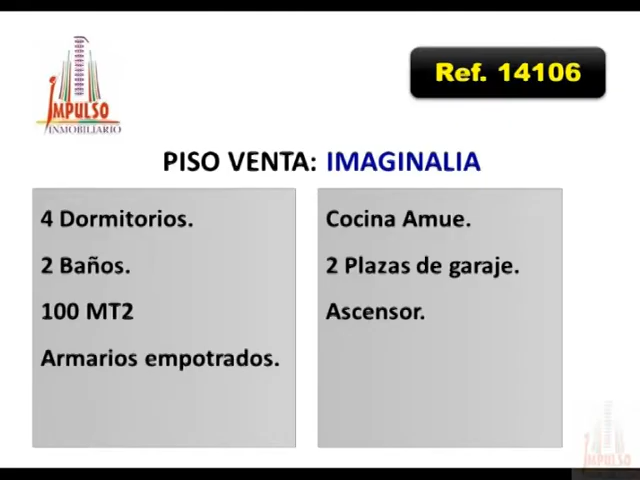 IMPULSO
INMOBILIARIO
Ref. 14106
PISO VENTA: IMAGINALIA
4 Dormitorios.
2 Baños.
100 MT2
Armarios empotrados.
Cocina Amue.
2 Plazas de garaje.
Ascensor.
IMPULSO